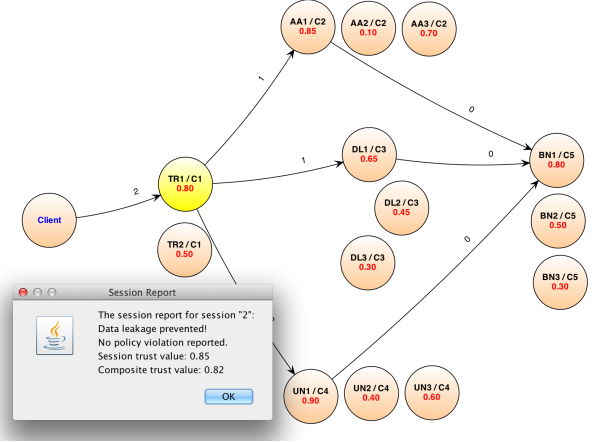 AA1 / C2
0.85
AA2 / C2
0.10
AA3 / C2
0.70
1
0
DL1 / C3
0.65
1
0
BN1 / C5
0.80
TR1 / C1
0.80
2
Client
DL2 / C3
0.45
BN2 / C5
0.50
TR2 / C1
0.50
0
DL3 / C3
0.30
BN3 / C5
0.30
Session Report
The session report for session "2":
Data leakage prevented!
No policy violation reported.
Session trust value: 0.85
Composite trust value: 0.82
OK
UN1 / C4
0.90
UN2 / C4
0.40
UN3 / C4
0.60